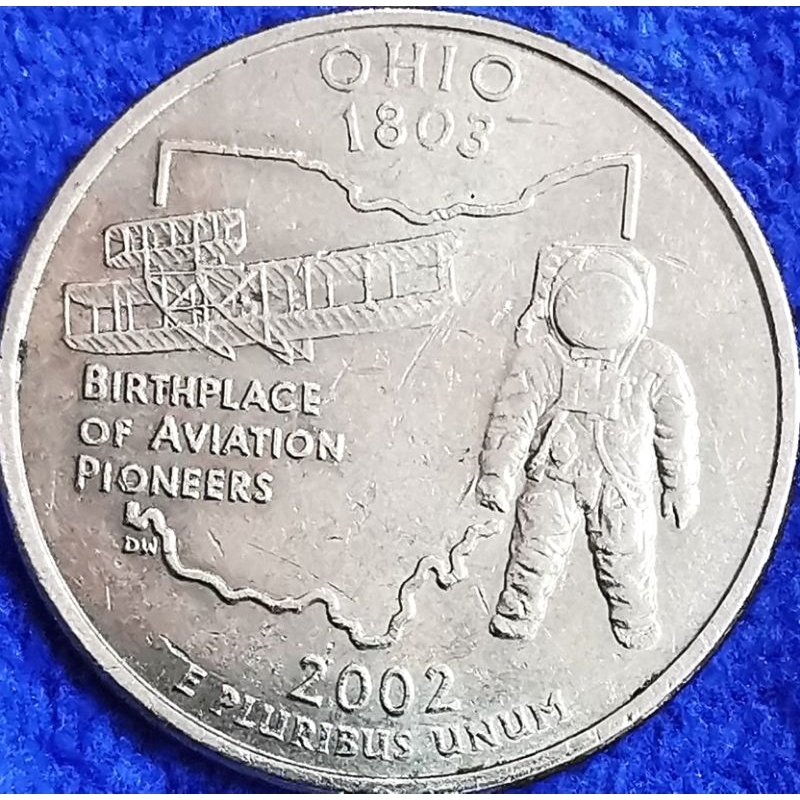 OHIO
1803
BIRTHPLACE
OF AVIATION
PIONEERS
DW
2002
E PLURIBUS UNUM